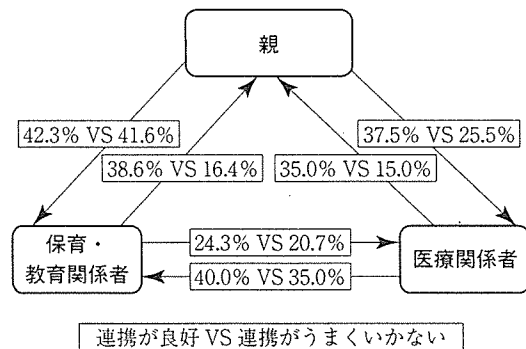 親
42.3% VS 41.6%
37.5% VS 25.5%
38.6% VS 16.4%
35.0% VS 15.0%
保育・
教育関係者
24.3% VS 20.7%
40.0% VS 35.0%
医療関係者
連携が良好 VS 連携がうまくいかない